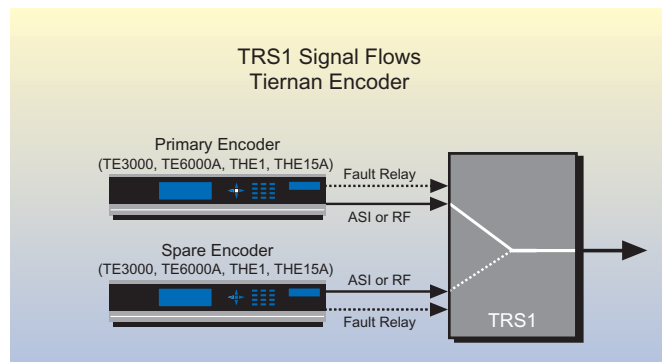 TRS1 Signal Flows
Tiernan Encoder
Primary Encoder
(TE3000, TE6000A, THE1, THE15A)
Fault Relay
ASI or RF
Spare Encoder
(TE3000, TE6000A, THE1, THE15A)
ASI or RF
Fault Relay
TRS1